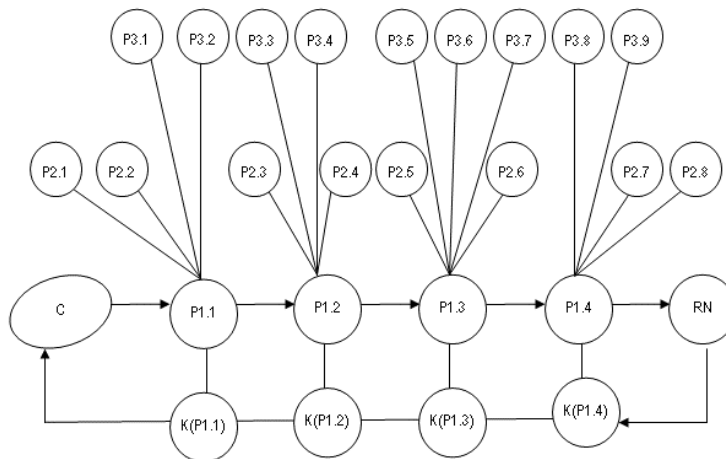 P3.1 P3.2 P3.3 P3.4 P3.5 P3.6 P3.7 P3.8 P3.9
P2.1 P2.2 P2.3 P2.4 P2.5 P2.6 P2.7 P2.8
C P1.1 P1.2 P1.3 P1.4 RN
K(P1.1) K(P1.2) K(P1.3) K(P1.4)